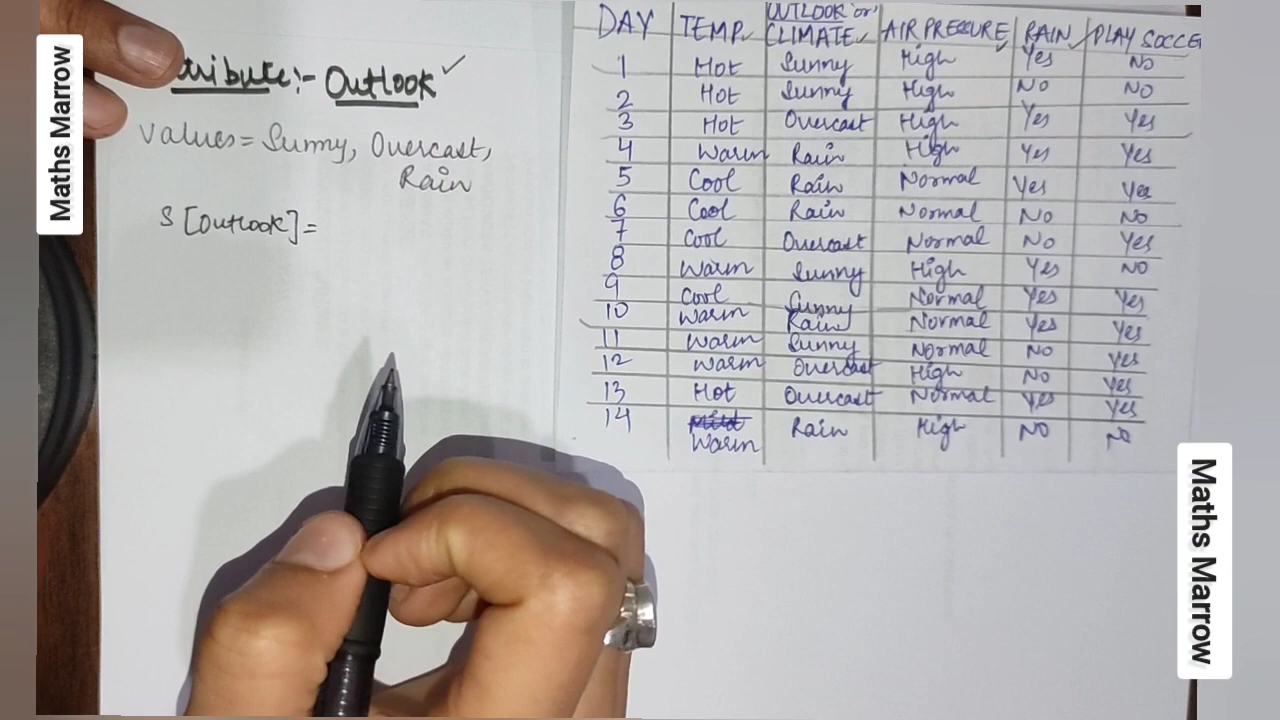 Maths Marrow
ttribute:- Outlook ✓
Values = Sunny, Overcast,
Rain
S [Outlook] =
DAY TEMP. OUTLOOK 'or' CLIMATE AIR PRESSURE RAIN PLAY SOCCE
1 Hot Sunny High Yes No
2 Hot Sunny High No No
3 Hot Overcast High Yes Yes
4 Warm Rain High Yes Yes
5 Cool Rain Normal Yes Yes
6 Cool Rain Normal No No
7 Cool Overcast Normal No Yes
8 Warm Sunny High Yes No
9 Cool Sunny Normal Yes Yes
10 Warm Rain Normal Yes Yes
11 Warm Sunny Normal No Yes
12 Warm Overcast High No Yes
13 Hot Overcast Normal Yes Yes
14 Warm Rain High No No
Maths Marrow